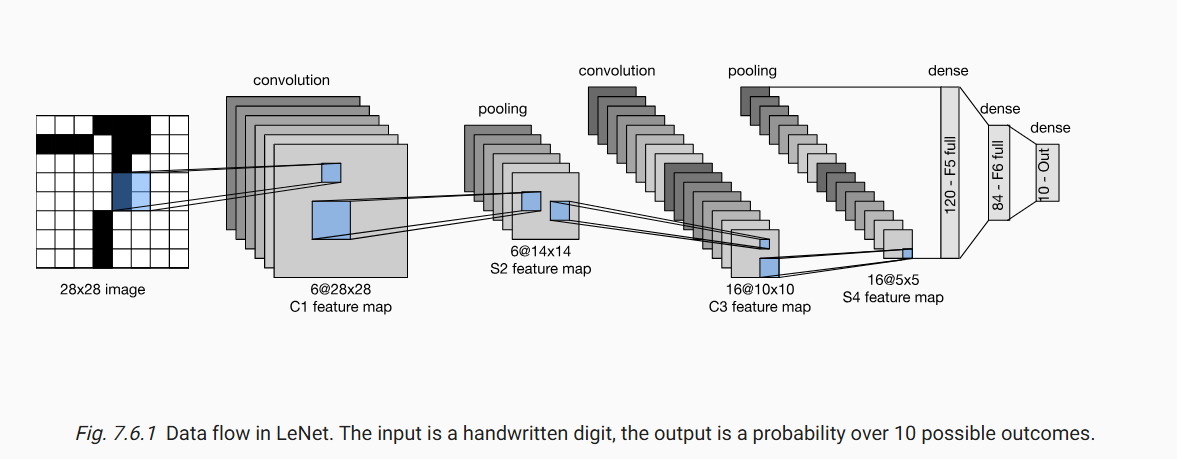 convolution
pooling
convolution
pooling
dense
dense
dense
28x28 image
6@28x28
C1 feature map
6@14x14
S2 feature map
16@10x10
C3 feature map
16@5x5
S4 feature map
120 - F5 full
84 - F6 full
10 - Out
Fig. 7.6.1 Data flow in LeNet. The input is a handwritten digit, the output is a probability over 10 possible outcomes.